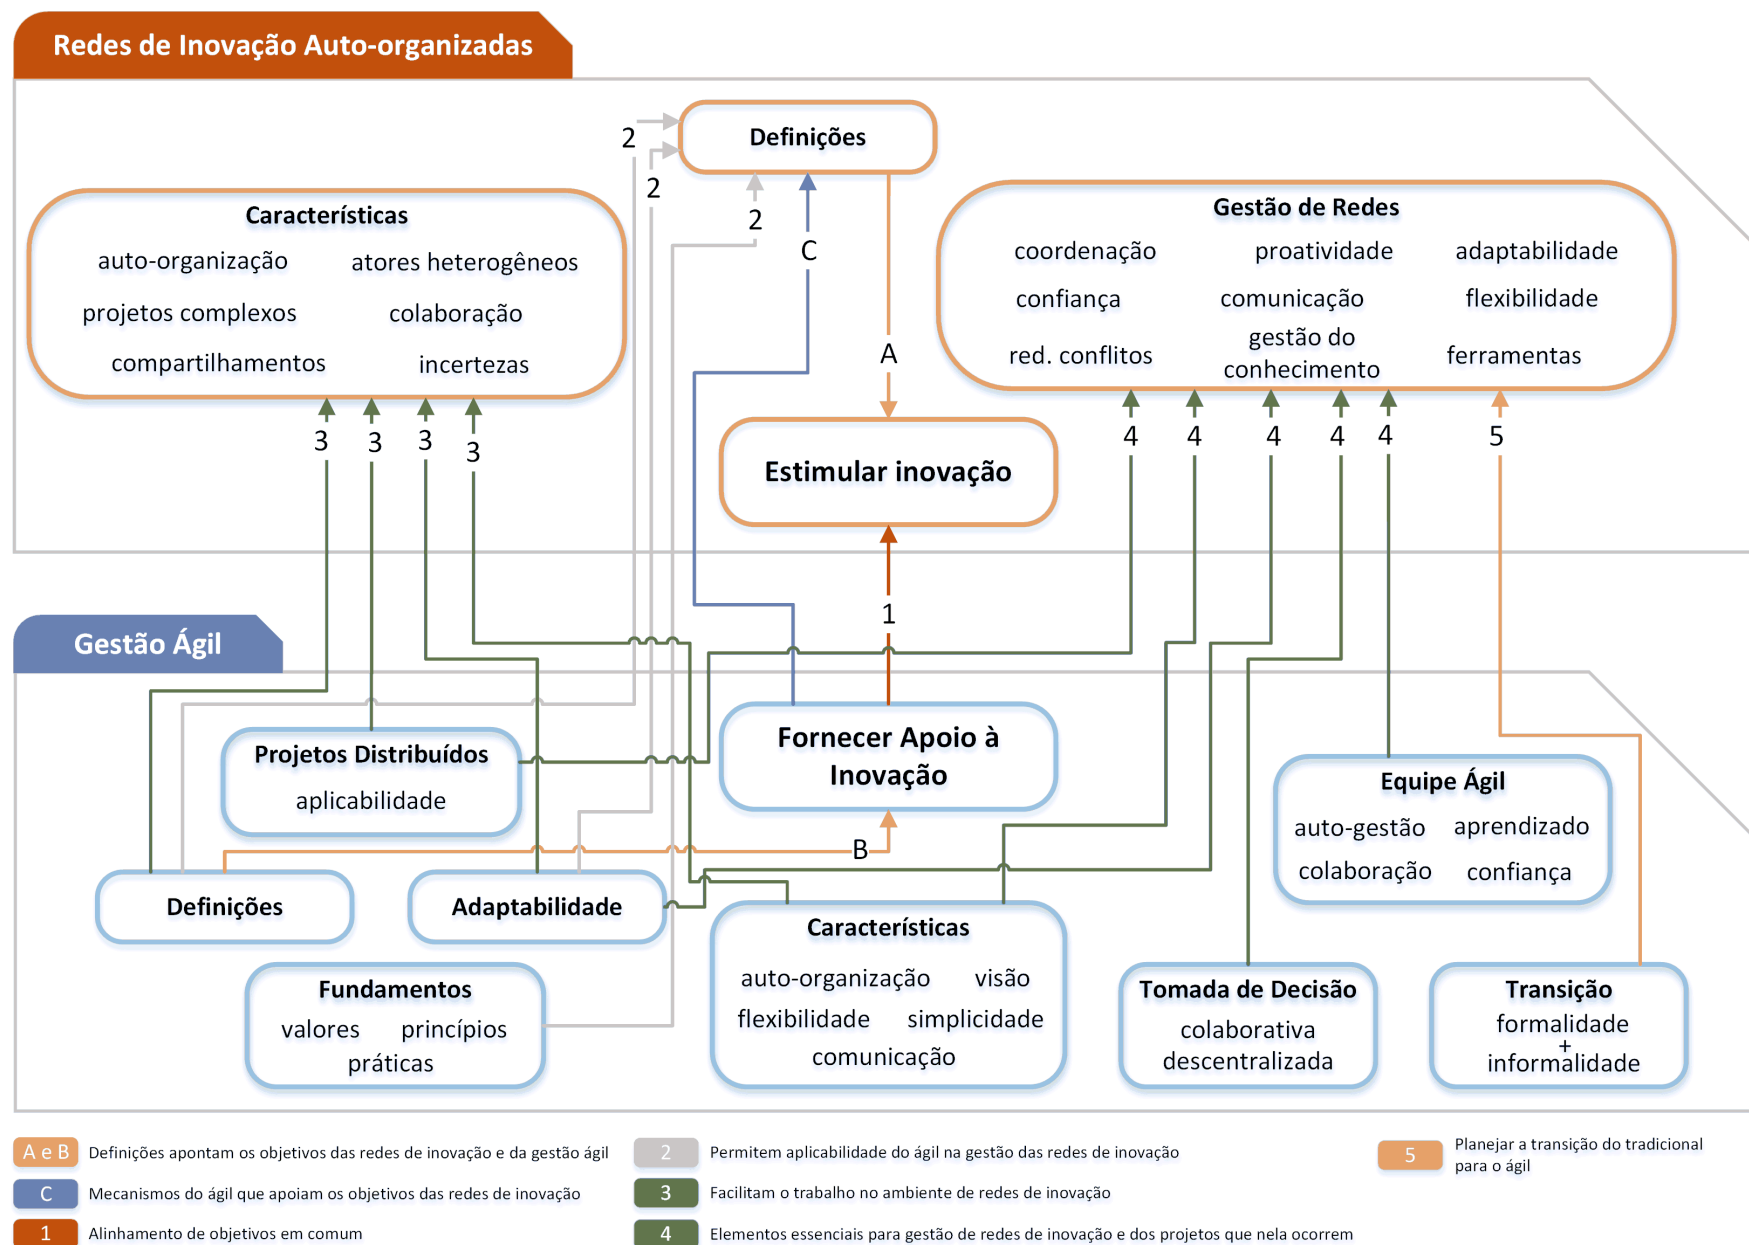 Redes de Inovação Auto-organizadas
Definições
2
2
2
C
A
Características
auto-organização atores heterogêneos
projetos complexos colaboração
compartilhamentos incertezas
Gestão de Redes
coordenação proatividade adaptabilidade
confiança comunicação flexibilidade
red. conflitos gestão do conhecimento ferramentas
3 3 3 3
4 4 4 4 4 5
Estimular inovação
1
Gestão Ágil
Projetos Distribuídos
aplicabilidade
Fornecer Apoio à
Inovação
B
Equipe Ágil
auto-gestão aprendizado
colaboração confiança
Definições
Adaptabilidade
Fundamentos
valores princípios
práticas
Características
auto-organização visão
flexibilidade simplicidade
comunicação
Tomada de Decisão
colaborativa
descentralizada
Transição
formalidade
+
informalidade
A e B Definições apontam os objetivos das redes de inovação e da gestão ágil
C Mecanismos do ágil que apoiam os objetivos das redes de inovação
1 Alinhamento de objetivos em comum
2 Permitem aplicabilidade do ágil na gestão das redes de inovação
3 Facilitam o trabalho no ambiente de redes de inovação
4 Elementos essenciais para gestão de redes de inovação e dos projetos que nela ocorrem
5 Planejar a transição do tradicional
para o ágil